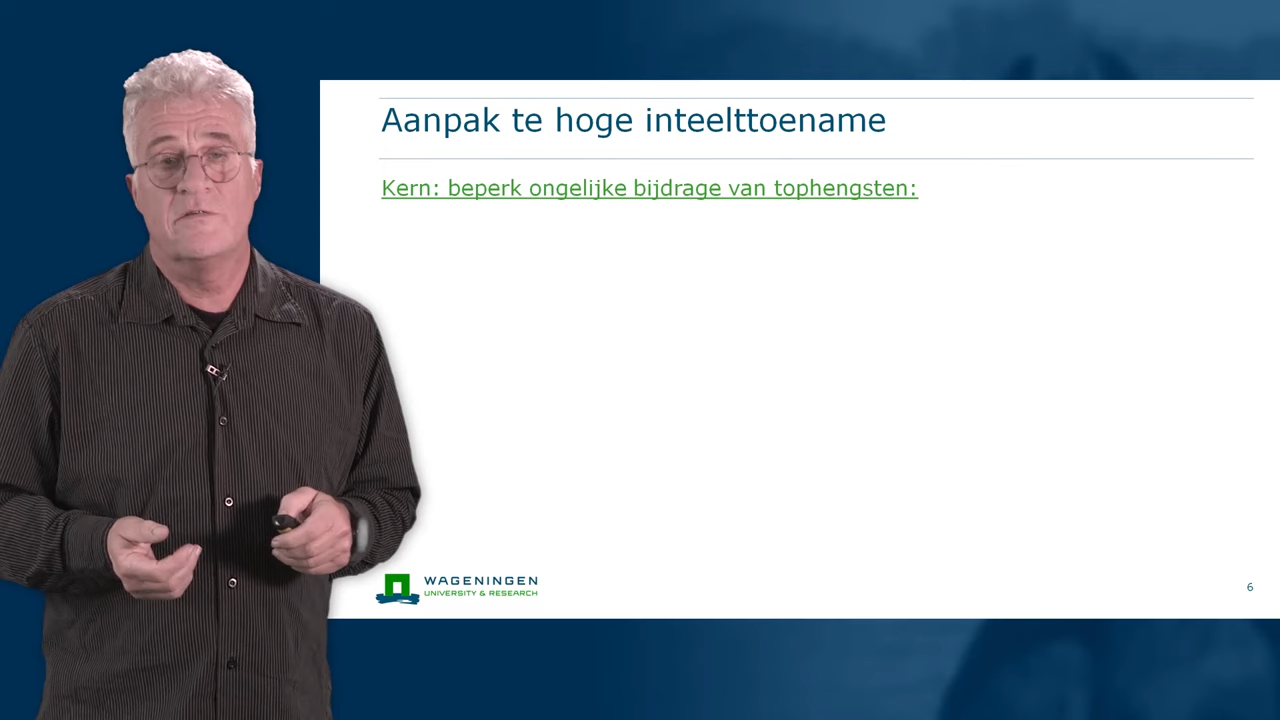 Aanpak te hoge inteelttoename
Kern: beperk ongelijke bijdrage van tophengsten:
WAGENINGEN
UNIVERSITY & RESEARCH
6